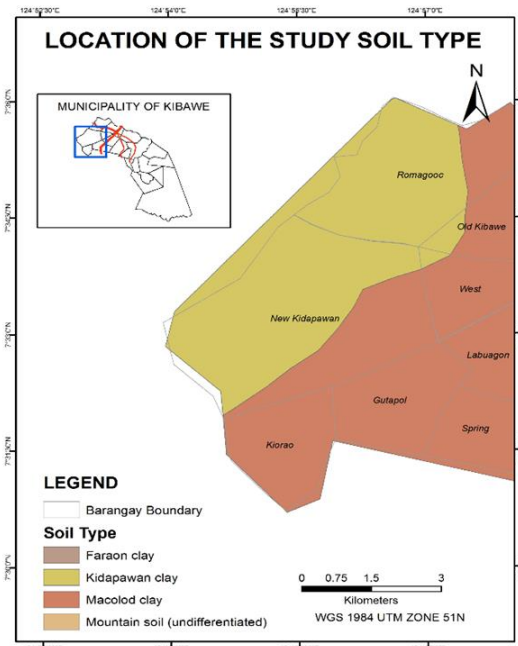 124°52'30"E 124°54'0"E 124°55'30"E 124°57'0"E
LOCATION OF THE STUDY SOIL TYPE
N
MUNICIPALITY OF KIBAWE
Romagooc
Old Kibawe
West
New Kidapawan
Labuagon
Gutapol
Spring
Kiorao
LEGEND
Barangay Boundary
Soil Type
Faraon clay
Kidapawan clay
Macolod clay
Mountain soil (undifferentiated)
0 0.75 1.5 3
Kilometers
WGS 1984 UTM ZONE 51N